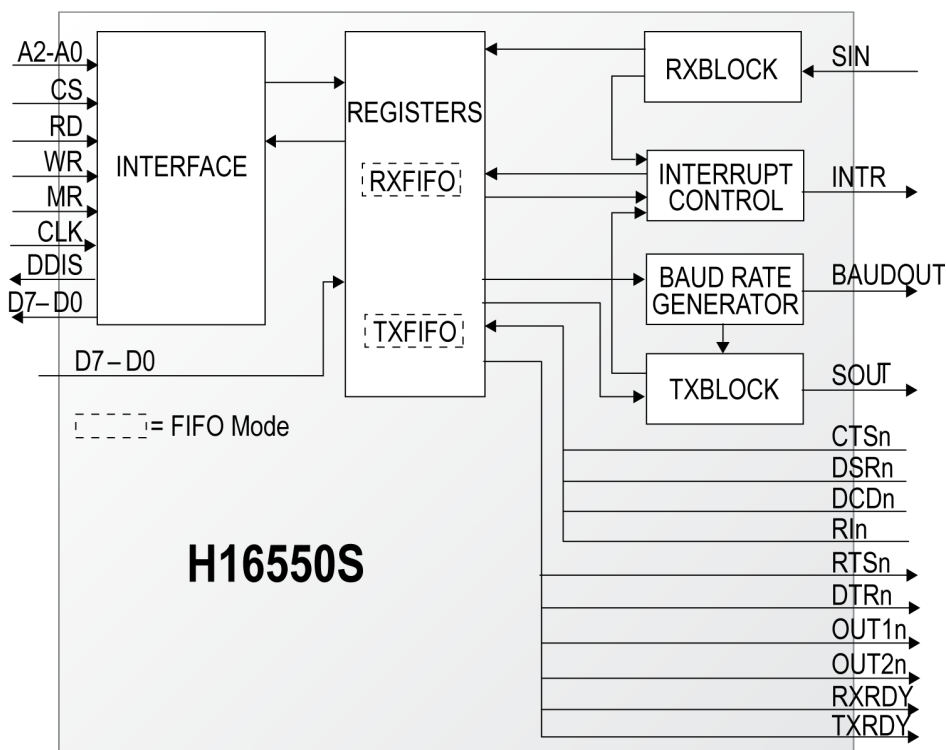 A2-A0
CS
RD
WR
MR
CLK
DDIS
D7–D0
D7–D0
INTERFACE
REGISTERS
RXFIFO
TXFIFO
RXBLOCK
INTERRUPT
CONTROL
BAUD RATE
GENERATOR
TXBLOCK
SIN
INTR
BAUDOUT
SOUT
CTSn
DSRn
DCDn
RIn
RTSn
DTRn
OUT1n
OUT2n
RXRDY
TXRDY
= FIFO Mode
H16550S